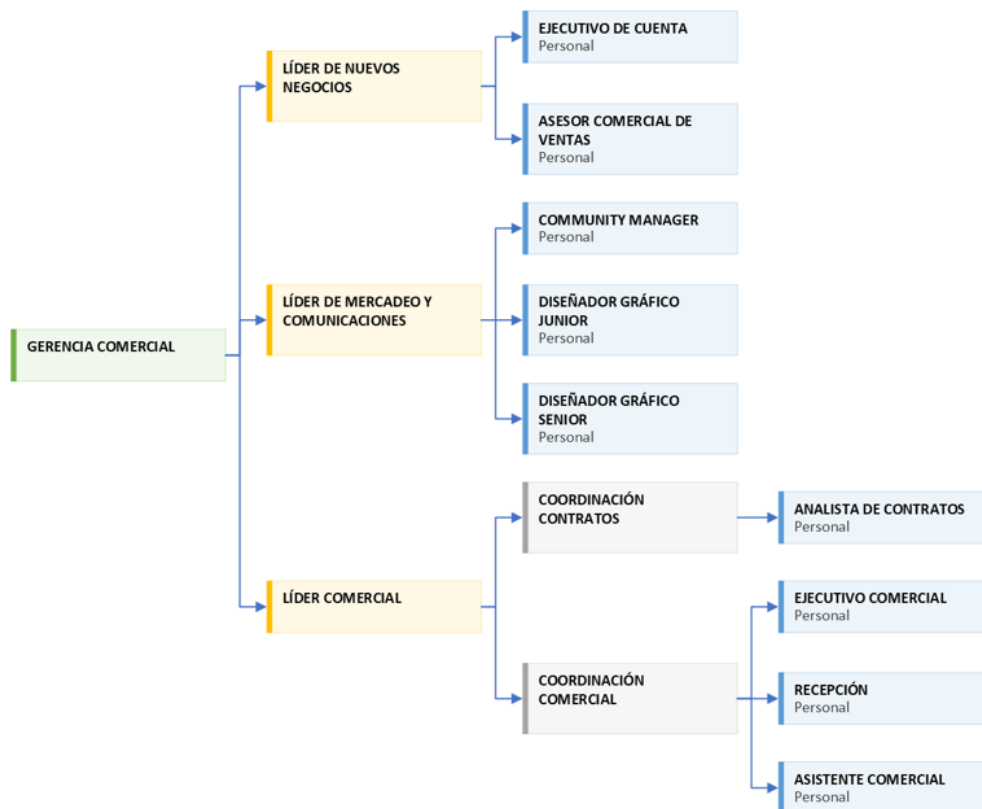 EJECUTIVO DE CUENTA
Personal
LÍDER DE NUEVOS
NEGOCIOS
ASESOR COMERCIAL DE
VENTAS
Personal
COMMUNITY MANAGER
Personal
LÍDER DE MERCADEO Y
COMUNICACIONES
DISEÑADOR GRÁFICO
JUNIOR
Personal
GERENCIA COMERCIAL
DISEÑADOR GRÁFICO
SENIOR
Personal
COORDINACIÓN
CONTRATOS
ANALISTA DE CONTRATOS
Personal
LÍDER COMERCIAL
EJECUTIVO COMERCIAL
Personal
COORDINACIÓN
COMERCIAL
RECEPCIÓN
Personal
ASISTENTE COMERCIAL
Personal